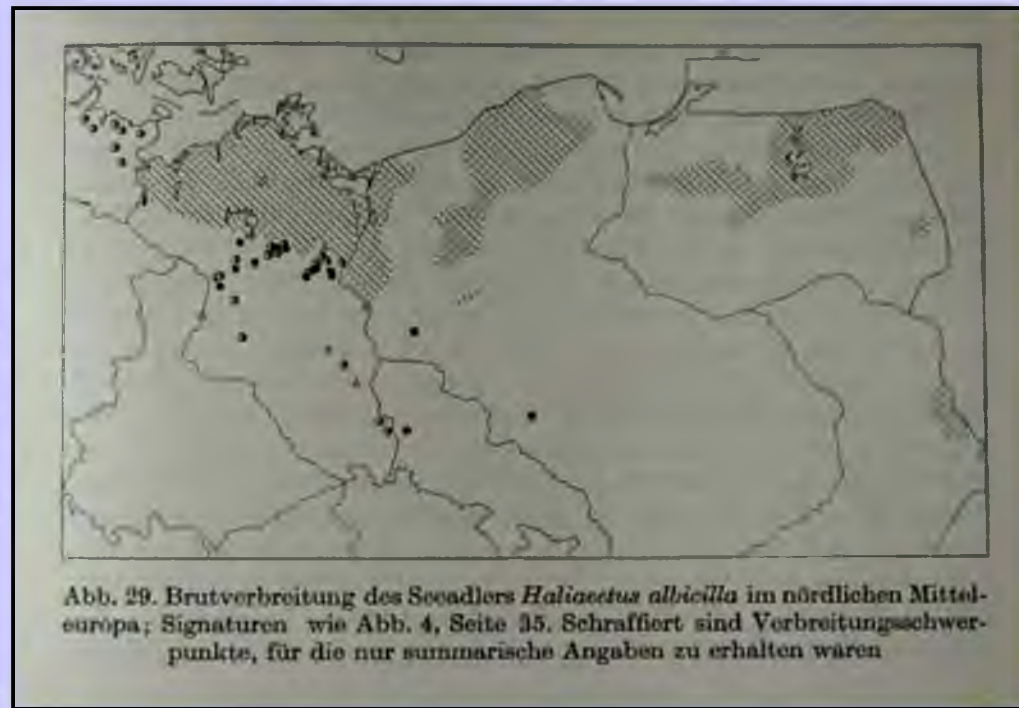 Abb. 29. Brutverbreitung des Seeadlers Haliaeetus albicilla im nördlichen Mittel-
europa; Signaturen wie Abb. 4, Seite 35. Schraffiert sind Verbreitungsschwer-
punkte, für die nur summarische Angaben zu erhalten waren